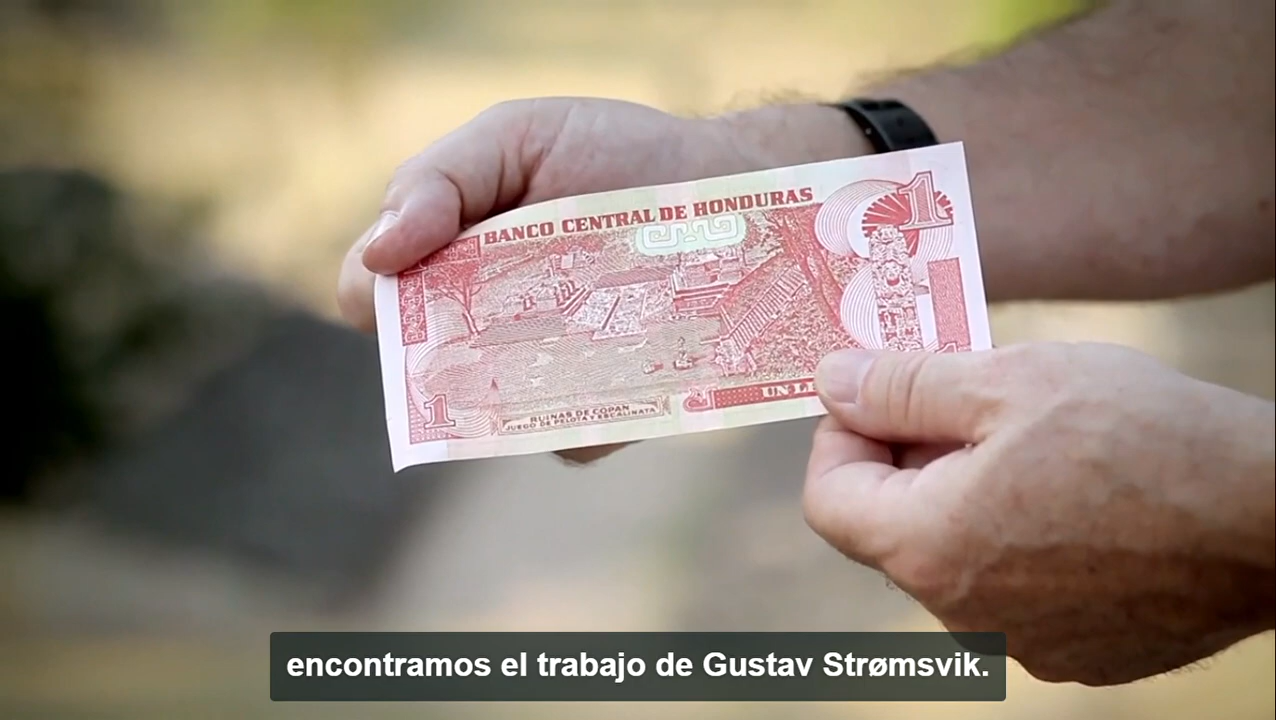 BANCO CENTRAL DE HONDURAS
1
1
RUINAS DE COPAN
JUEGO DE PELOTA Y ESCALINATA
UN
encontramos el trabajo de Gustav Strømsvik.